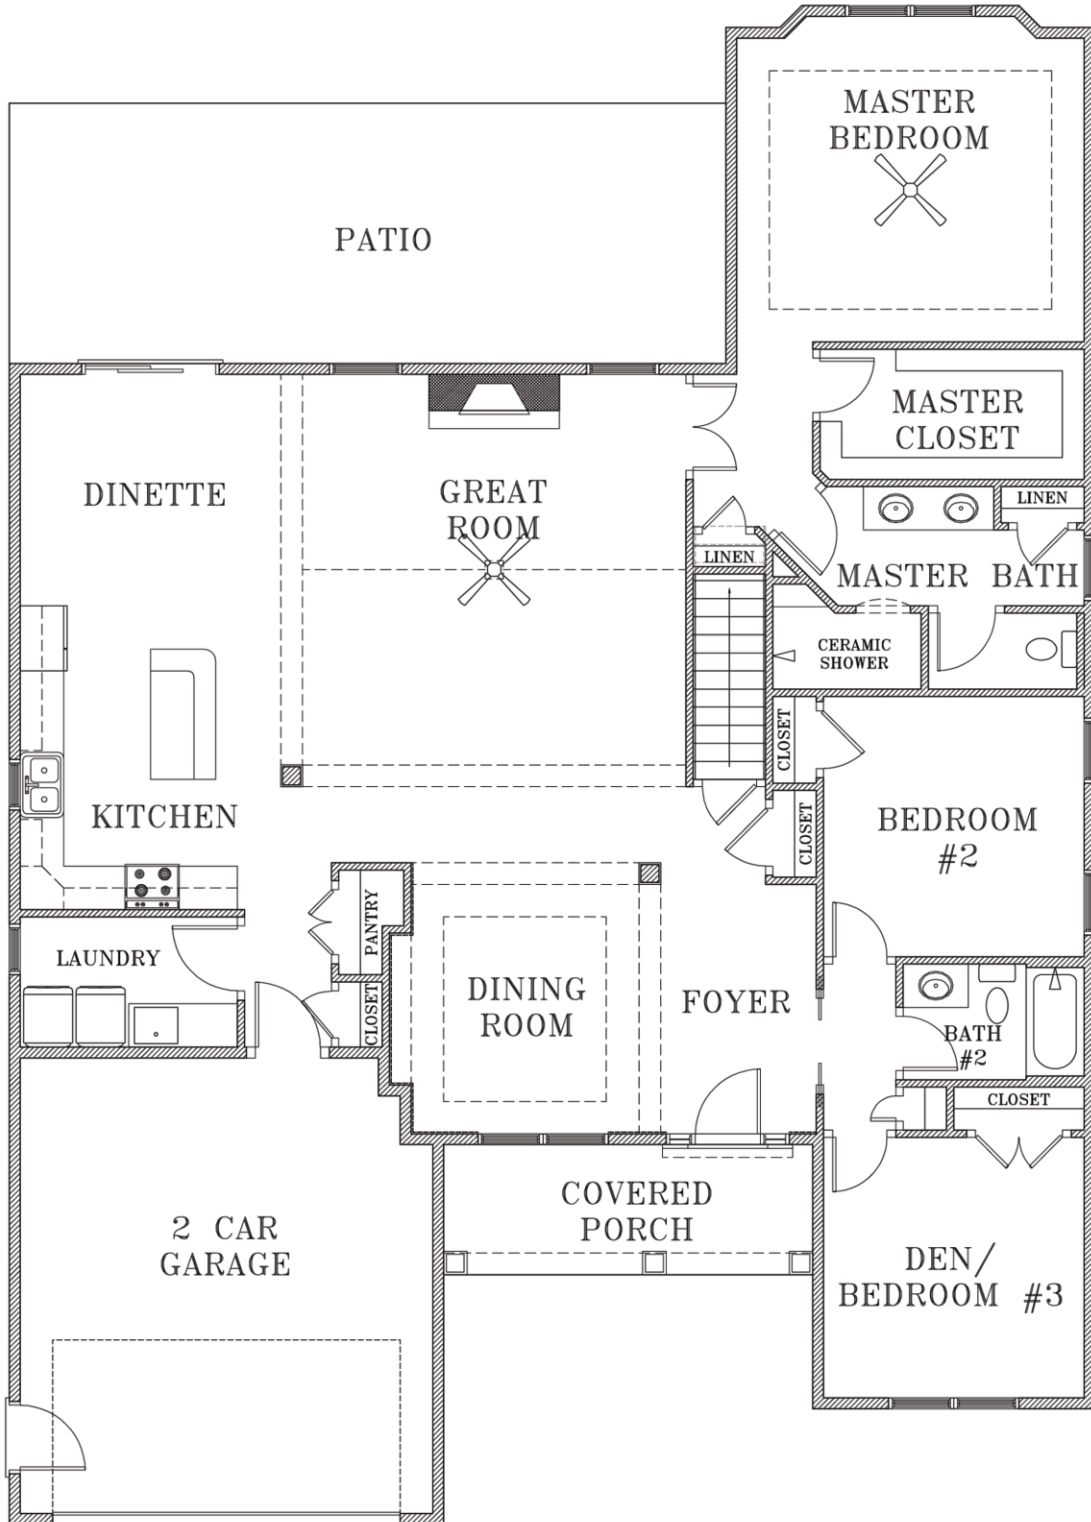 MASTER
BEDROOM
PATIO
MASTER
CLOSET
DINETTE
GREAT
ROOM
LINEN
LINEN
MASTER BATH
CERAMIC
SHOWER
CLOSET
KITCHEN
BEDROOM
#2
CLOSET
PANTRY
LAUNDRY
DINING
ROOM
FOYER
CLOSET
BATH
#2
CLOSET
COVERED
PORCH
2 CAR
GARAGE
DEN/
BEDROOM #3